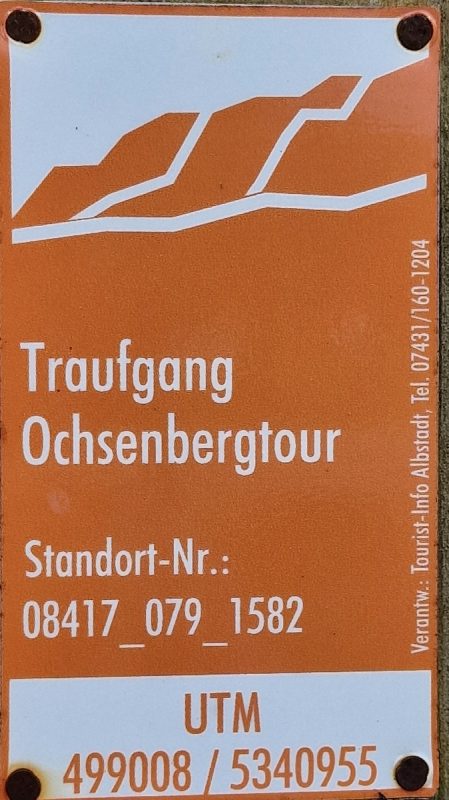 Traufgang
Ochsenbergtour
Standort-Nr.:
08417_079_1582
Verantw.: Tourist-Info Albstadt, Tel. 07431/160-1204
UTM
499008 / 5340955